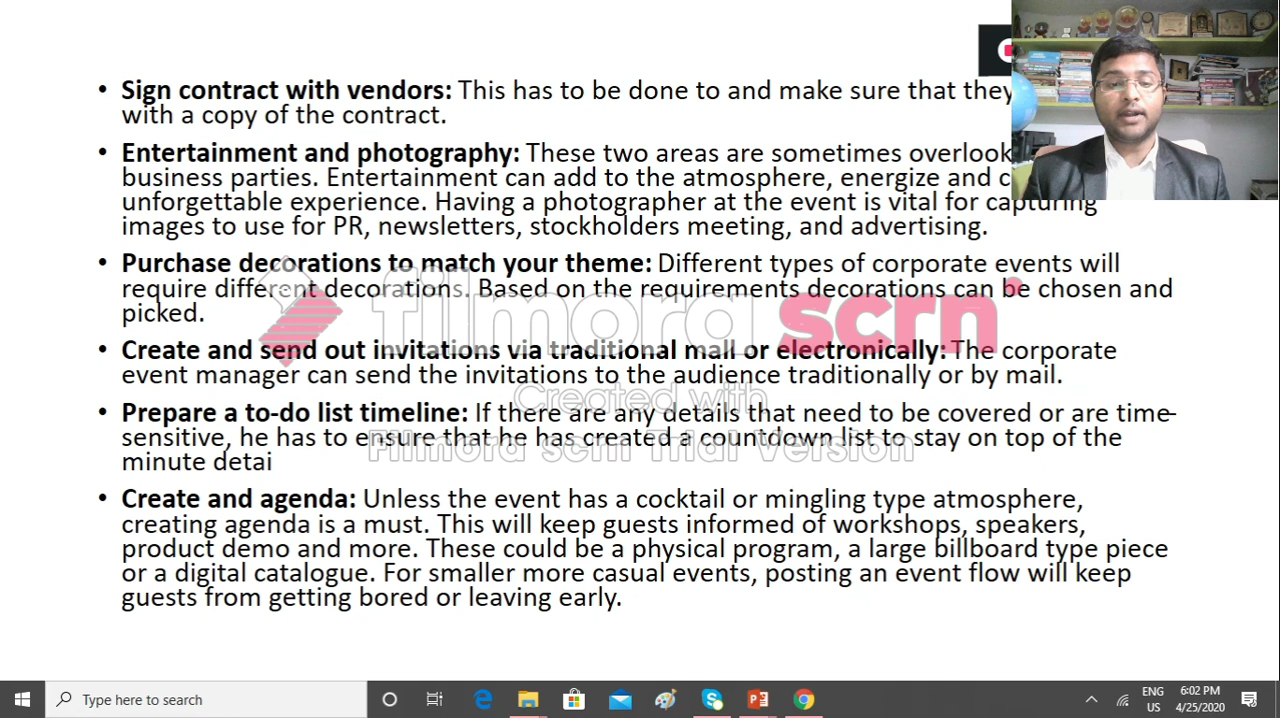 • Sign contract with vendors: This has to be done to and make sure that they
with a copy of the contract.
• Entertainment and photography: These two areas are sometimes
business parties. Entertainment can add to the atmosphere, energize and
unforgettable experience. Having a photographer at the event is vital for capturing
images to use for PR, newsletters, stockholders meeting, and advertising.
• Purchase decorations to match your theme: Different types of corporate events will
require different decorations. Based on the requirements decorations can be chosen and
picked.
• Create and send out invitations via traditional mail or electronically: The corporate
event manager can send the invitations to the audience traditionally or by mail.
• Prepare a to-do list timeline: If there are any details that need to be covered or are time-
sensitive, he has to ensure that he has created a countdown list to stay on top of the
minute detai
• Create and agenda: Unless the event has a cocktail or mingling type atmosphere,
creating agenda is a must. This will keep guests informed of workshops, speakers,
product demo and more. These could be a physical program, a large billboard type piece
or a digital catalogue. For smaller more casual events, posting an event flow will keep
guests from getting bored or leaving early.
filmora scrn
Created with
Filmora scrn Trial Version
Type here to search
ENG
US
6:02 PM
4/25/2020